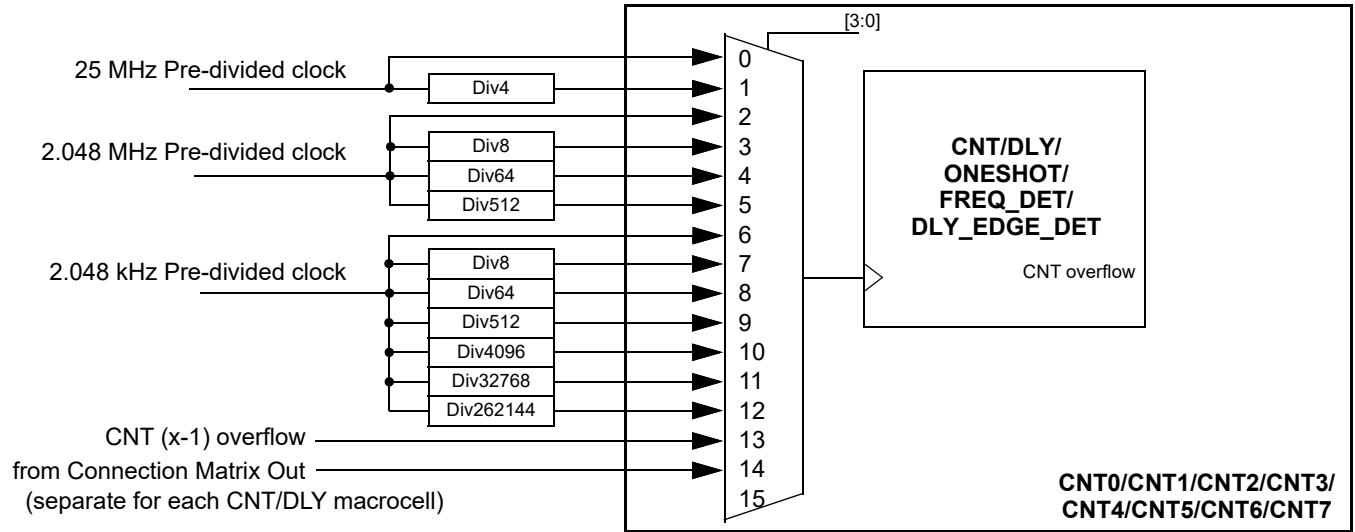 [3:0]
25 MHz Pre-divided clock
0
Div4
1
2
2.048 MHz Pre-divided clock
Div8
3
Div64
4
Div512
5
CNT/DLY/
ONESHOT/
FREQ_DET/
DLY_EDGE_DET
CNT overflow
6
2.048 kHz Pre-divided clock
Div8
7
Div64
8
Div512
9
Div4096
10
Div32768
11
Div262144
12
CNT (x-1) overflow
13
from Connection Matrix Out
14
(separate for each CNT/DLY macrocell)
15
CNT0/CNT1/CNT2/CNT3/
CNT4/CNT5/CNT6/CNT7